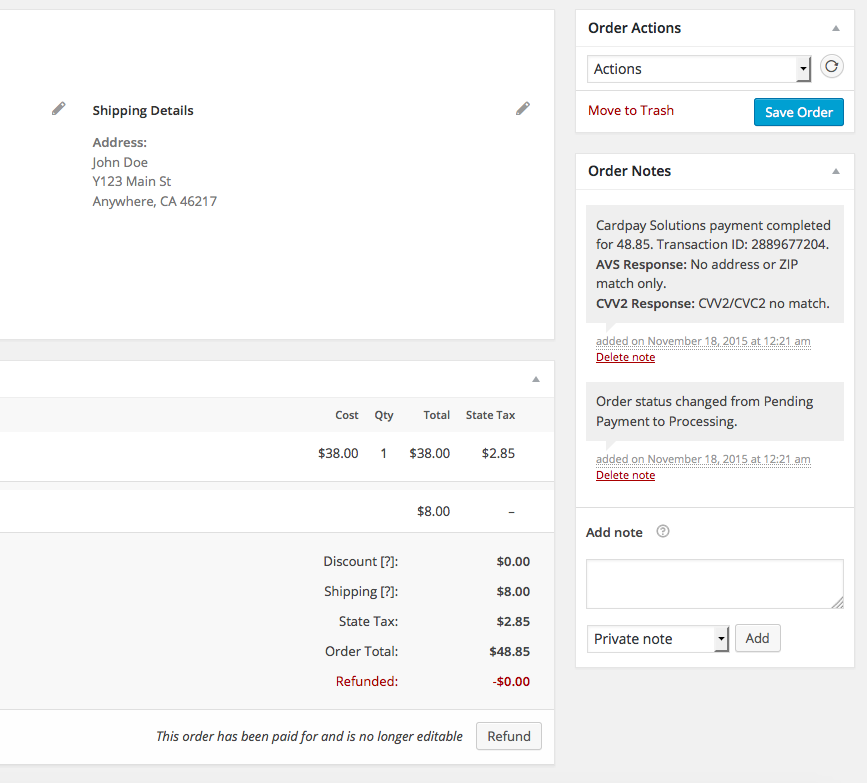 Shipping Details
Address:
John Doe
Y123 Main St
Anywhere, CA 46217
Cost Qty Total State Tax
$38.00 1 $38.00 $2.85
$8.00 –
Discount [?]: $0.00
Shipping [?]: $8.00
State Tax: $2.85
Order Total: $48.85
Refunded: -$0.00
This order has been paid for and is no longer editable Refund
Order Actions
Actions
Move to Trash Save Order
Order Notes
Cardpay Solutions payment completed
for 48.85. Transaction ID: 2889677204.
AVS Response: No address or ZIP
match only.
CVV2 Response: CVV2/CVC2 no match.
added on November 18, 2015 at 12:21 am
Delete note
Order status changed from Pending
Payment to Processing.
added on November 18, 2015 at 12:21 am
Delete note
Add note ?
Private note Add